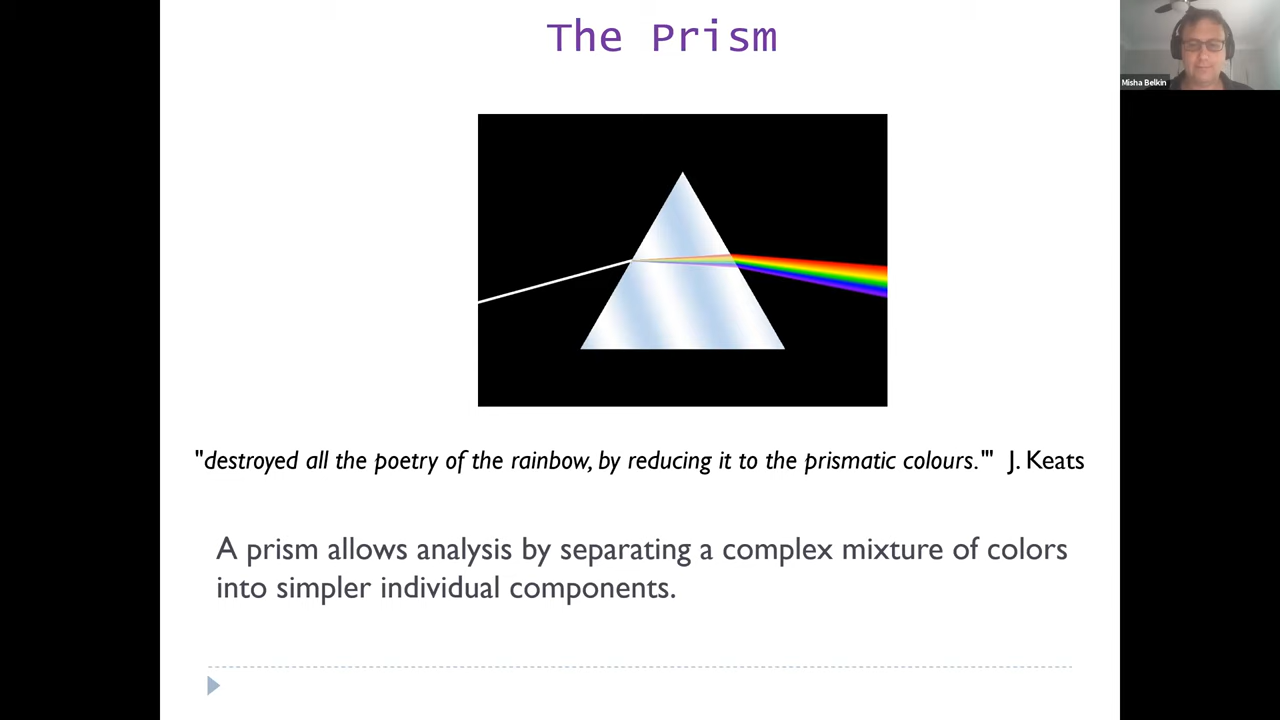 The Prism
Misha Belkin
"destroyed all the poetry of the rainbow, by reducing it to the prismatic colours.'" J. Keats
A prism allows analysis by separating a complex mixture of colors
into simpler individual components.